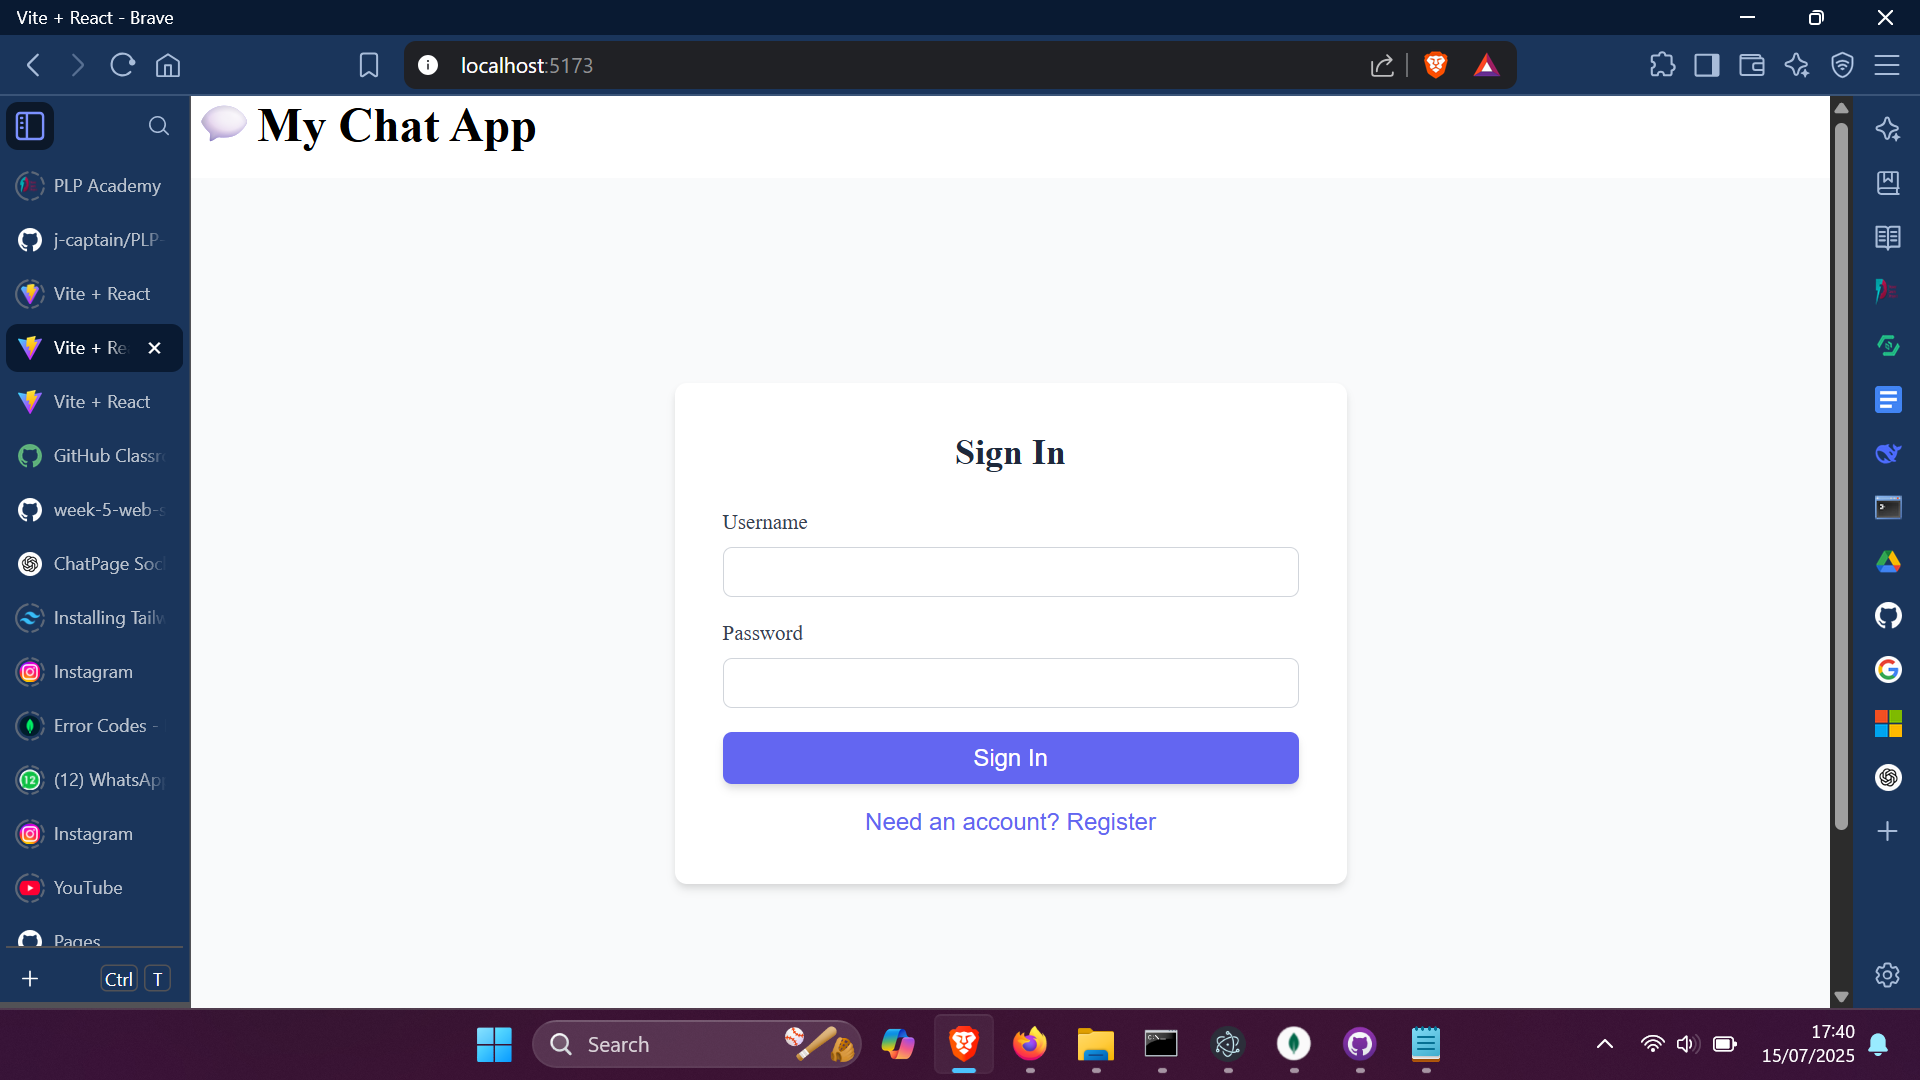 Vite + React - Brave
localhost:5173
PLP Academy
j-captain/PLP-
Vite + React
Vite + Re
Vite + React
GitHub Classr
week-5-web-s
ChatPage Soc
Installing Tailw
Instagram
Error Codes -
(12) WhatsApp
Instagram
YouTube
Pages
Ctrl T
💬 My Chat App
Sign In
Username
Password
Sign In
Need an account? Register
Search
17:40
15/07/2025